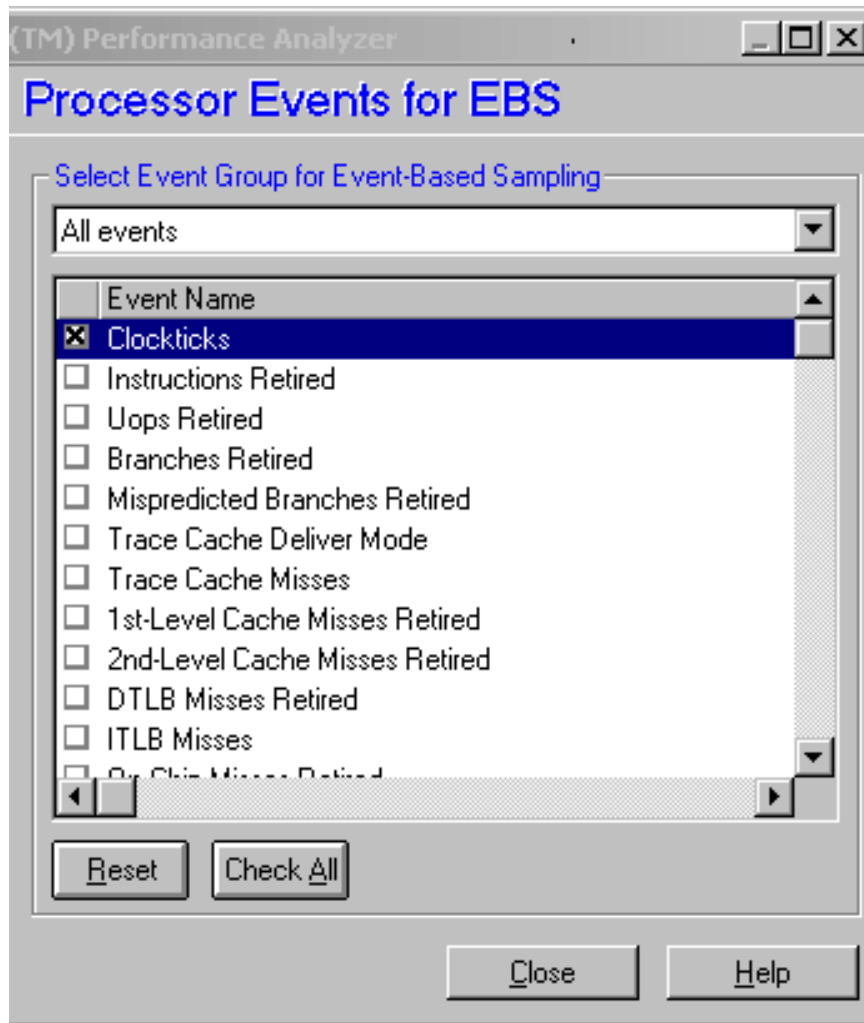 (TM) Performance Analyzer
Processor Events for EBS
Select Event Group for Event-Based Sampling
All events
Event Name
Clockticks
Instructions Retired
Uops Retired
Branches Retired
Mispredicted Branches Retired
Trace Cache Deliver Mode
Trace Cache Misses
1st-Level Cache Misses Retired
2nd-Level Cache Misses Retired
DTLB Misses Retired
ITLB Misses
Reset Check All
Close Help